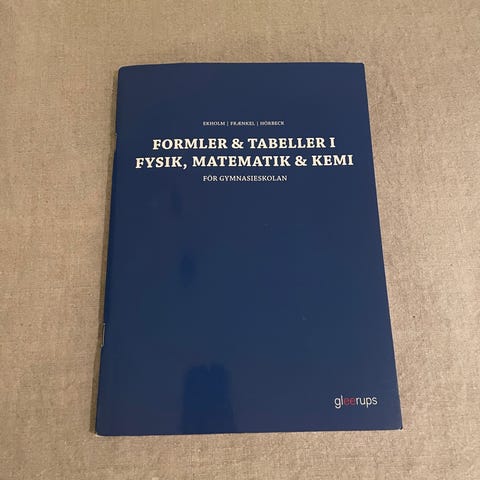 EKHOLM | FRÆNKEL | HÖRBECK
FORMLER & TABELLER I
FYSIK, MATEMATIK & KEMI
FÖR GYMNASIESKOLAN
gleerups